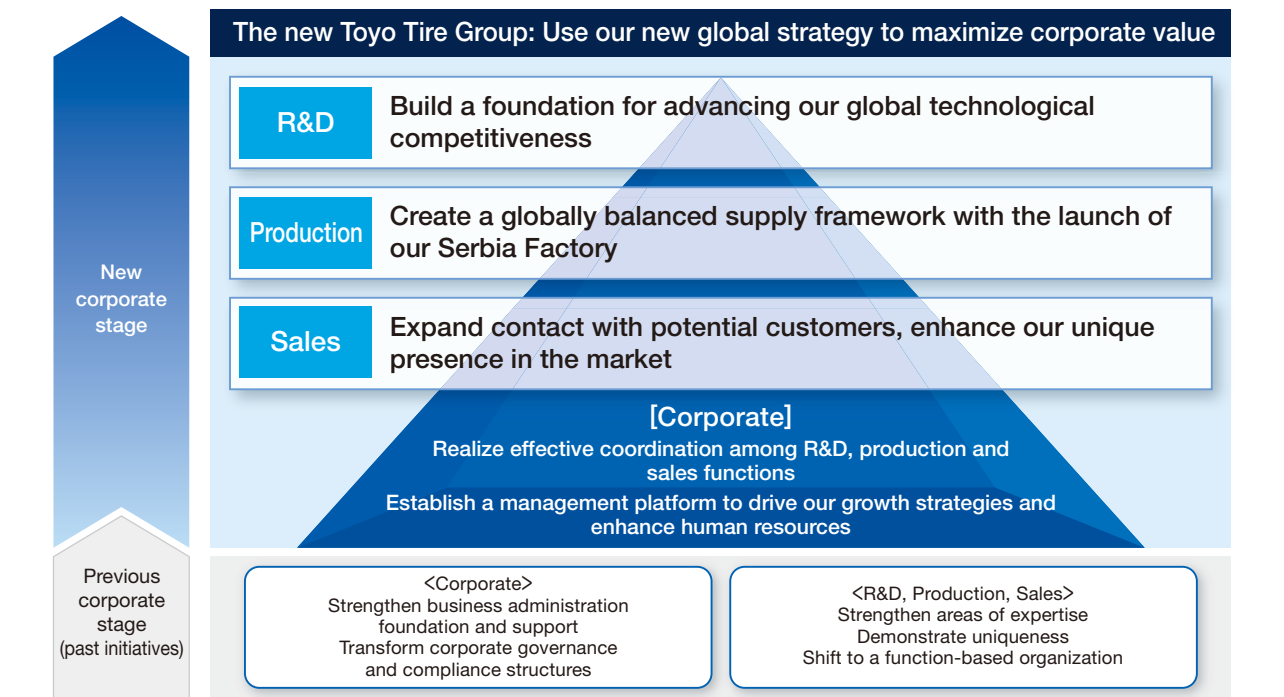 The new Toyo Tire Group: Use our new global strategy to maximize corporate value
R&D
Build a foundation for advancing our global technological
competitiveness
Production
Create a globally balanced supply framework with the launch of
our Serbia Factory
Sales
Expand contact with potential customers, enhance our unique
presence in the market
New
corporate
stage
[Corporate]
Realize effective coordination among R&D, production and
sales functions
Establish a management platform to drive our growth strategies and
enhance human resources
Previous
corporate
stage
(past initiatives)
<Corporate>
Strengthen business administration
foundation and support
Transform corporate governance
and compliance structures
<R&D, Production, Sales>
Strengthen areas of expertise
Demonstrate uniqueness
Shift to a function-based organization